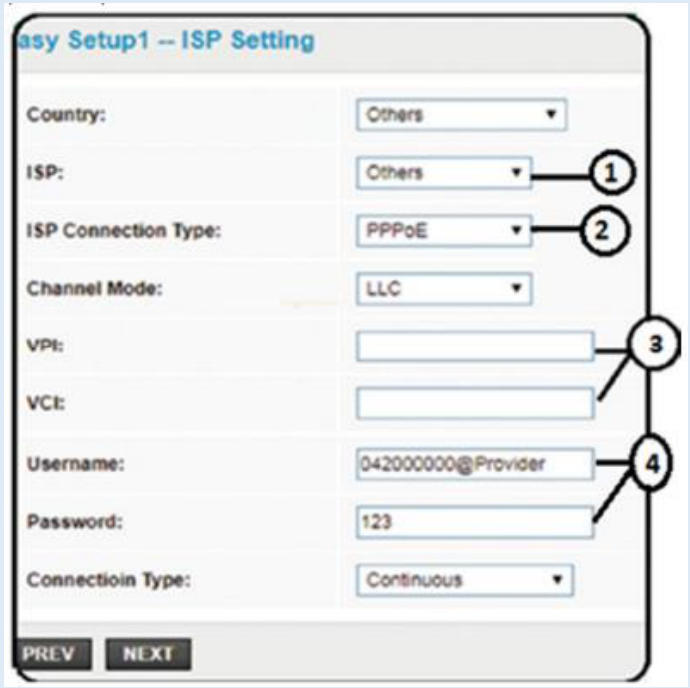 asy Setup1 -- ISP Setting
Country: Others
ISP: Others 1
ISP Connection Type: PPPoE 2
Channel Mode: LLC
VPI:
3
VCI:
Username: 042000000@Provider
4
Password: 123
Connectioin Type: Continuous
PREV NEXT